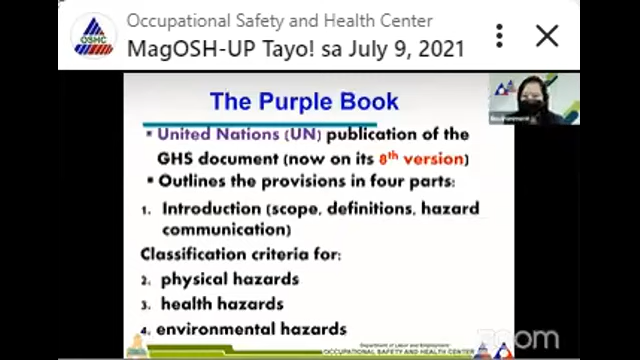 Occupational Safety and Health Center
MagOSH-UP Tayo! sa July 9, 2021
OSHC
The Purple Book
▪ United Nations (UN) publication of the
GHS document (now on its 8th version)
▪ Outlines the provisions in four parts:
1. Introduction (scope, definitions, hazard
communication)
Classification criteria for:
2. physical hazards
3. health hazards
4. environmental hazards
Department of Labor and Employment
OCCUPATIONAL SAFETY AND HEALTH CENTER
zoom